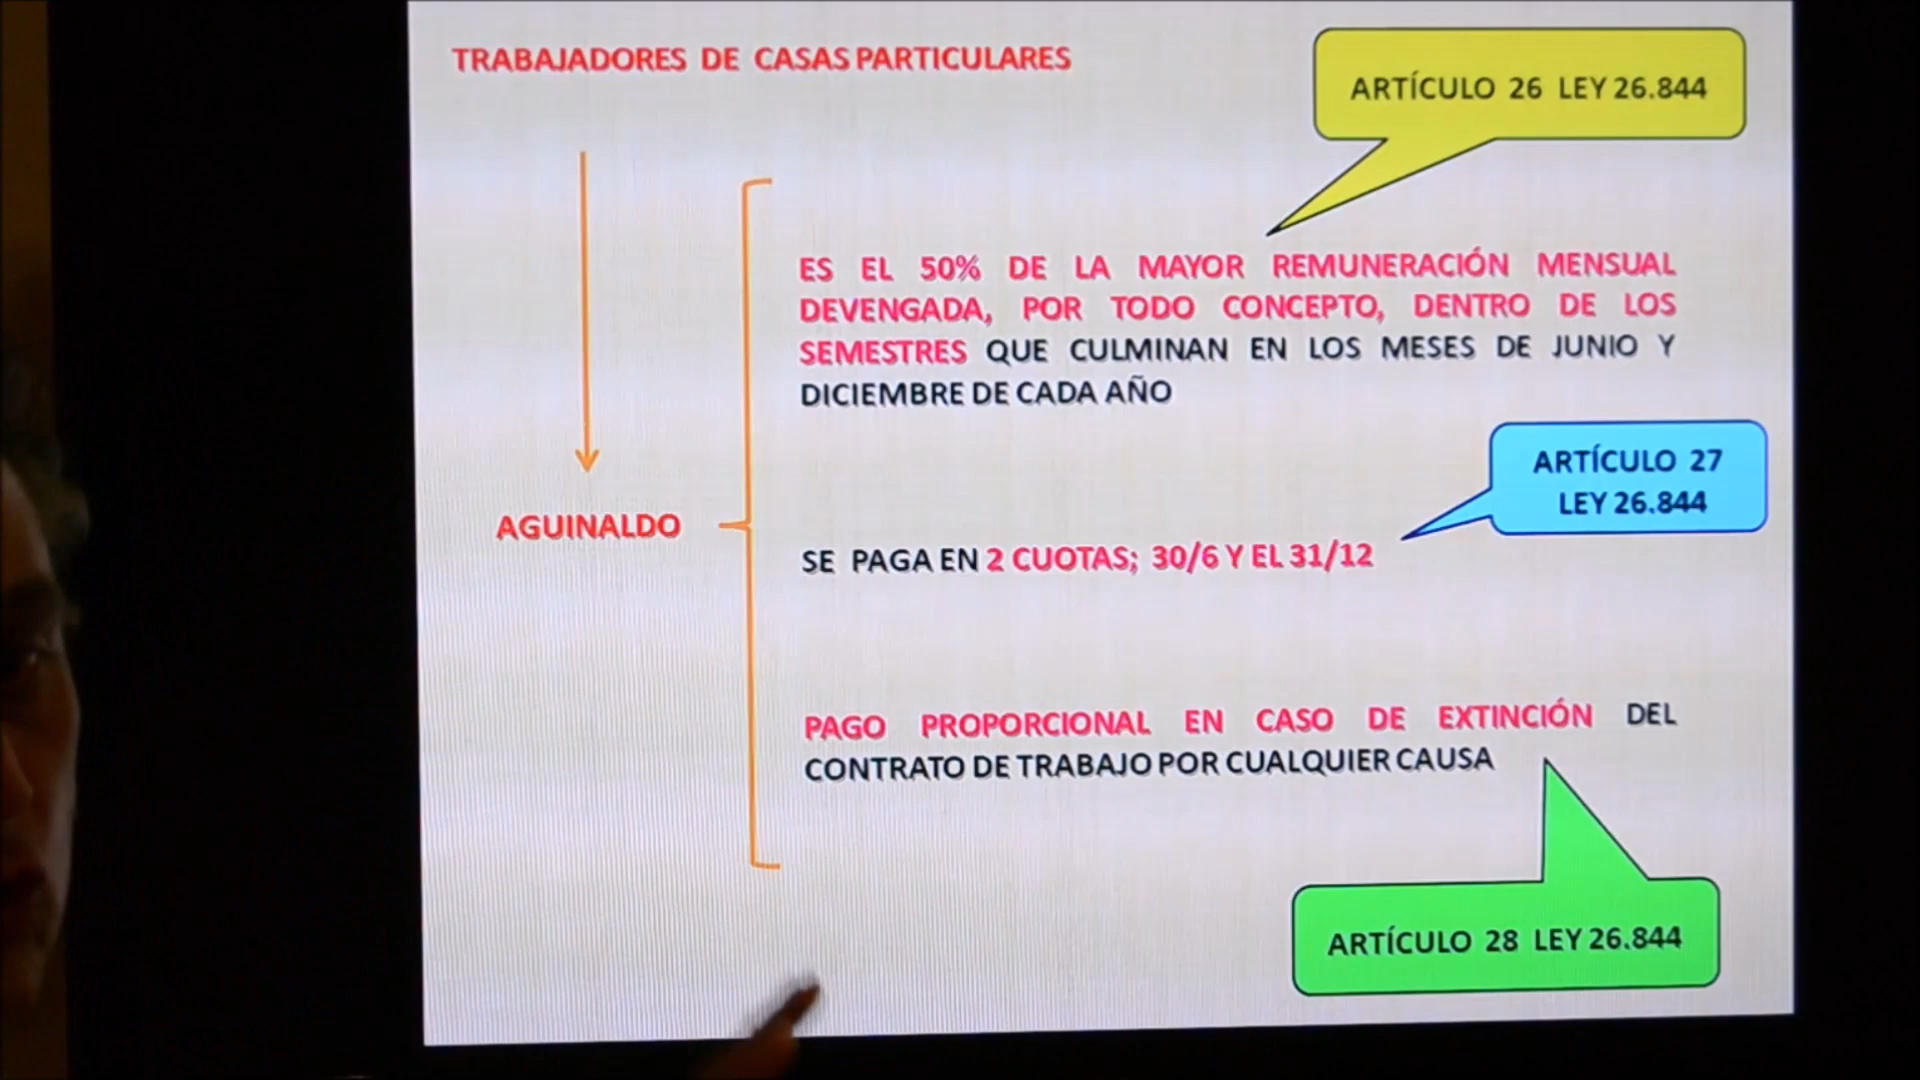 TRABAJADORES DE CASAS PARTICULARES
ARTÍCULO 26 LEY 26.844
ES EL 50% DE LA MAYOR REMUNERACIÓN MENSUAL
DEVENGADA, POR TODO CONCEPTO, DENTRO DE LOS
SEMESTRES QUE CULMINAN EN LOS MESES DE JUNIO Y
DICIEMBRE DE CADA AÑO
ARTÍCULO 27
LEY 26.844
AGUINALDO
SE PAGA EN 2 CUOTAS; 30/6 Y EL 31/12
PAGO PROPORCIONAL EN CASO DE EXTINCIÓN DEL
CONTRATO DE TRABAJO POR CUALQUIER CAUSA
ARTÍCULO 28 LEY 26.844